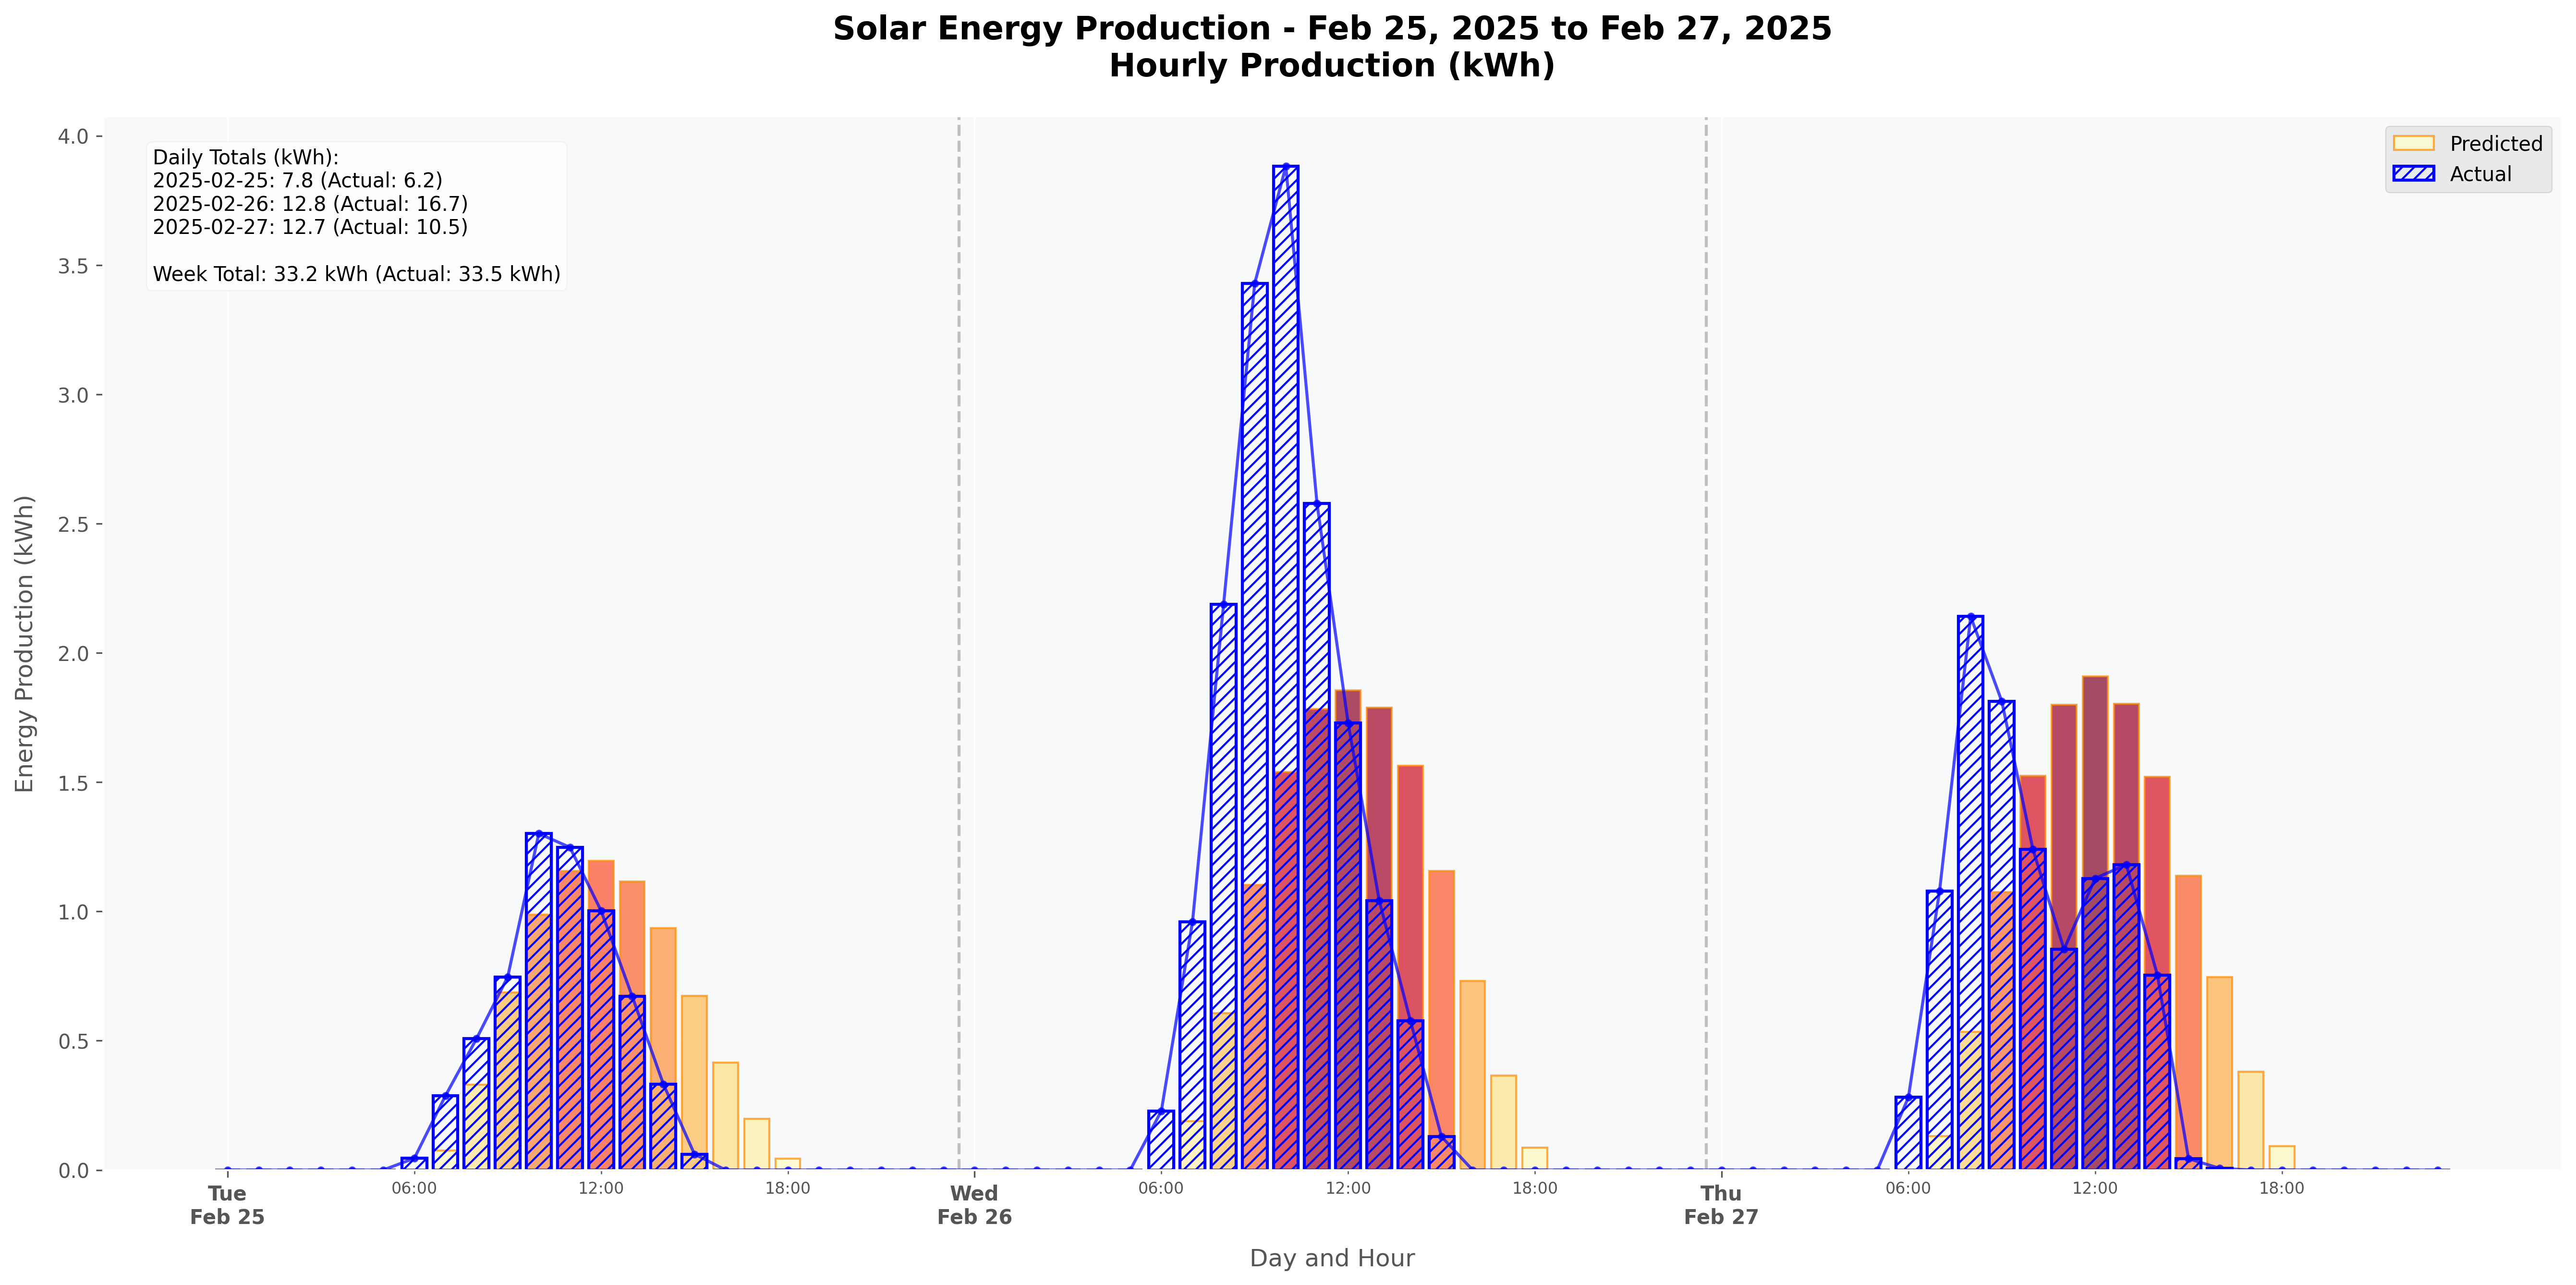 Solar Energy Production - Feb 25, 2025 to Feb 27, 2025
Hourly Production (kWh)
Daily Totals (kWh):
2025-02-25: 7.8 (Actual: 6.2)
2025-02-26: 12.8 (Actual: 16.7)
2025-02-27: 12.7 (Actual: 10.5)
Week Total: 33.2 kWh (Actual: 33.5 kWh)
Predicted
Actual
Energy Production (kWh)
4.0
3.5
3.0
2.5
2.0
1.5
1.0
0.5
0.0
Tue
Feb 25
06:00
12:00
18:00
Wed
Feb 26
06:00
12:00
18:00
Thu
Feb 27
06:00
12:00
18:00
Day and Hour